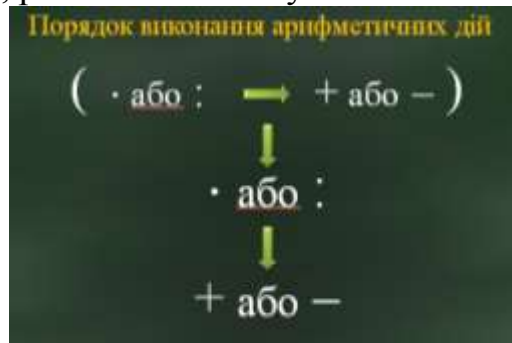 Порядок виконання арифметичних дій
( · або : → + або – )
↓
· або :
↓
+ або –